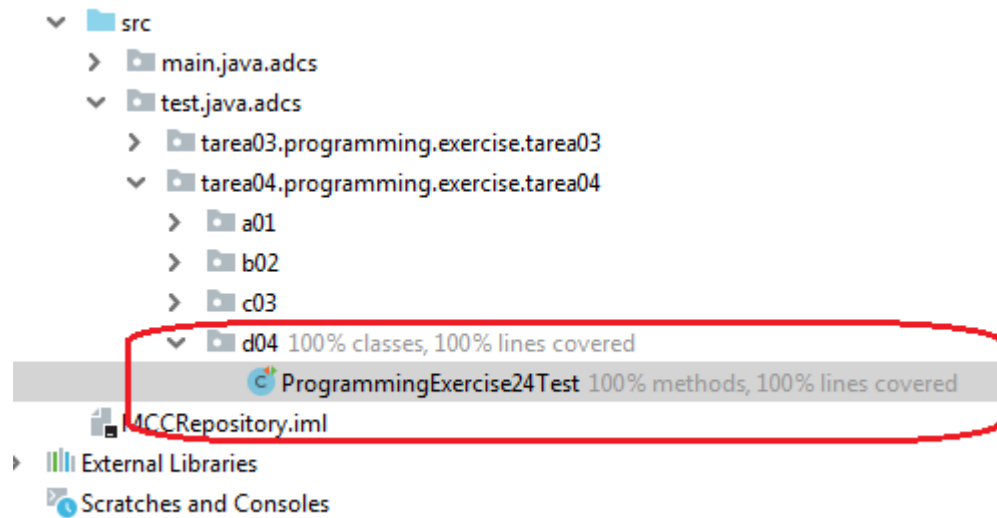 src
main.java.adcs
test.java.adcs
tarea03.programming.exercise.tarea03
tarea04.programming.exercise.tarea04
a01
b02
c03
d04 100% classes, 100% lines covered
ProgrammingExercise24Test 100% methods, 100% lines covered
MCCRepository.iml
External Libraries
Scratches and Consoles